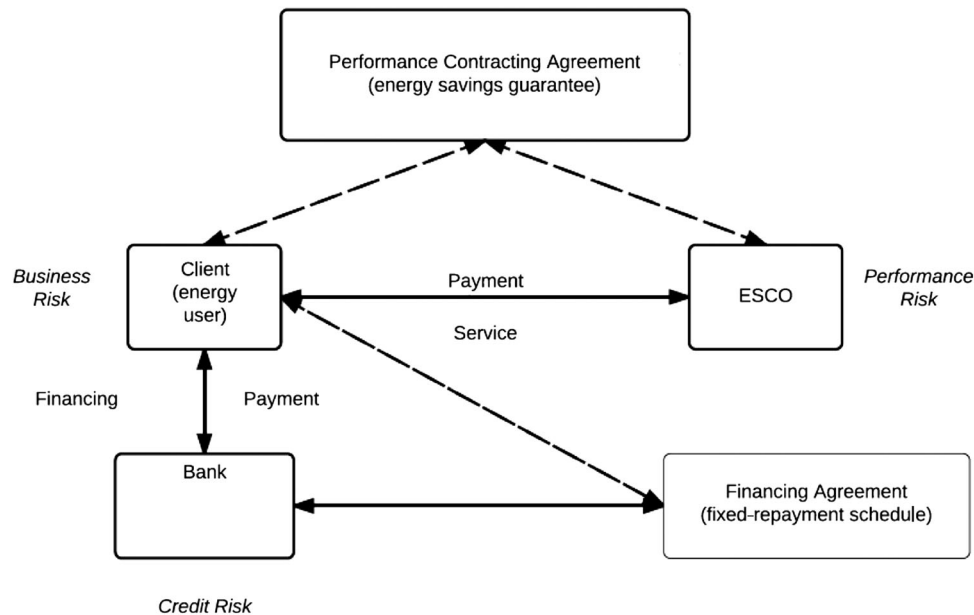 Performance Contracting Agreement
(energy savings guarantee)
Business
Risk
Client
(energy
user)
Payment
Service
ESCO
Performance
Risk
Financing
Payment
Bank
Financing Agreement
(fixed-repayment schedule)
Credit Risk